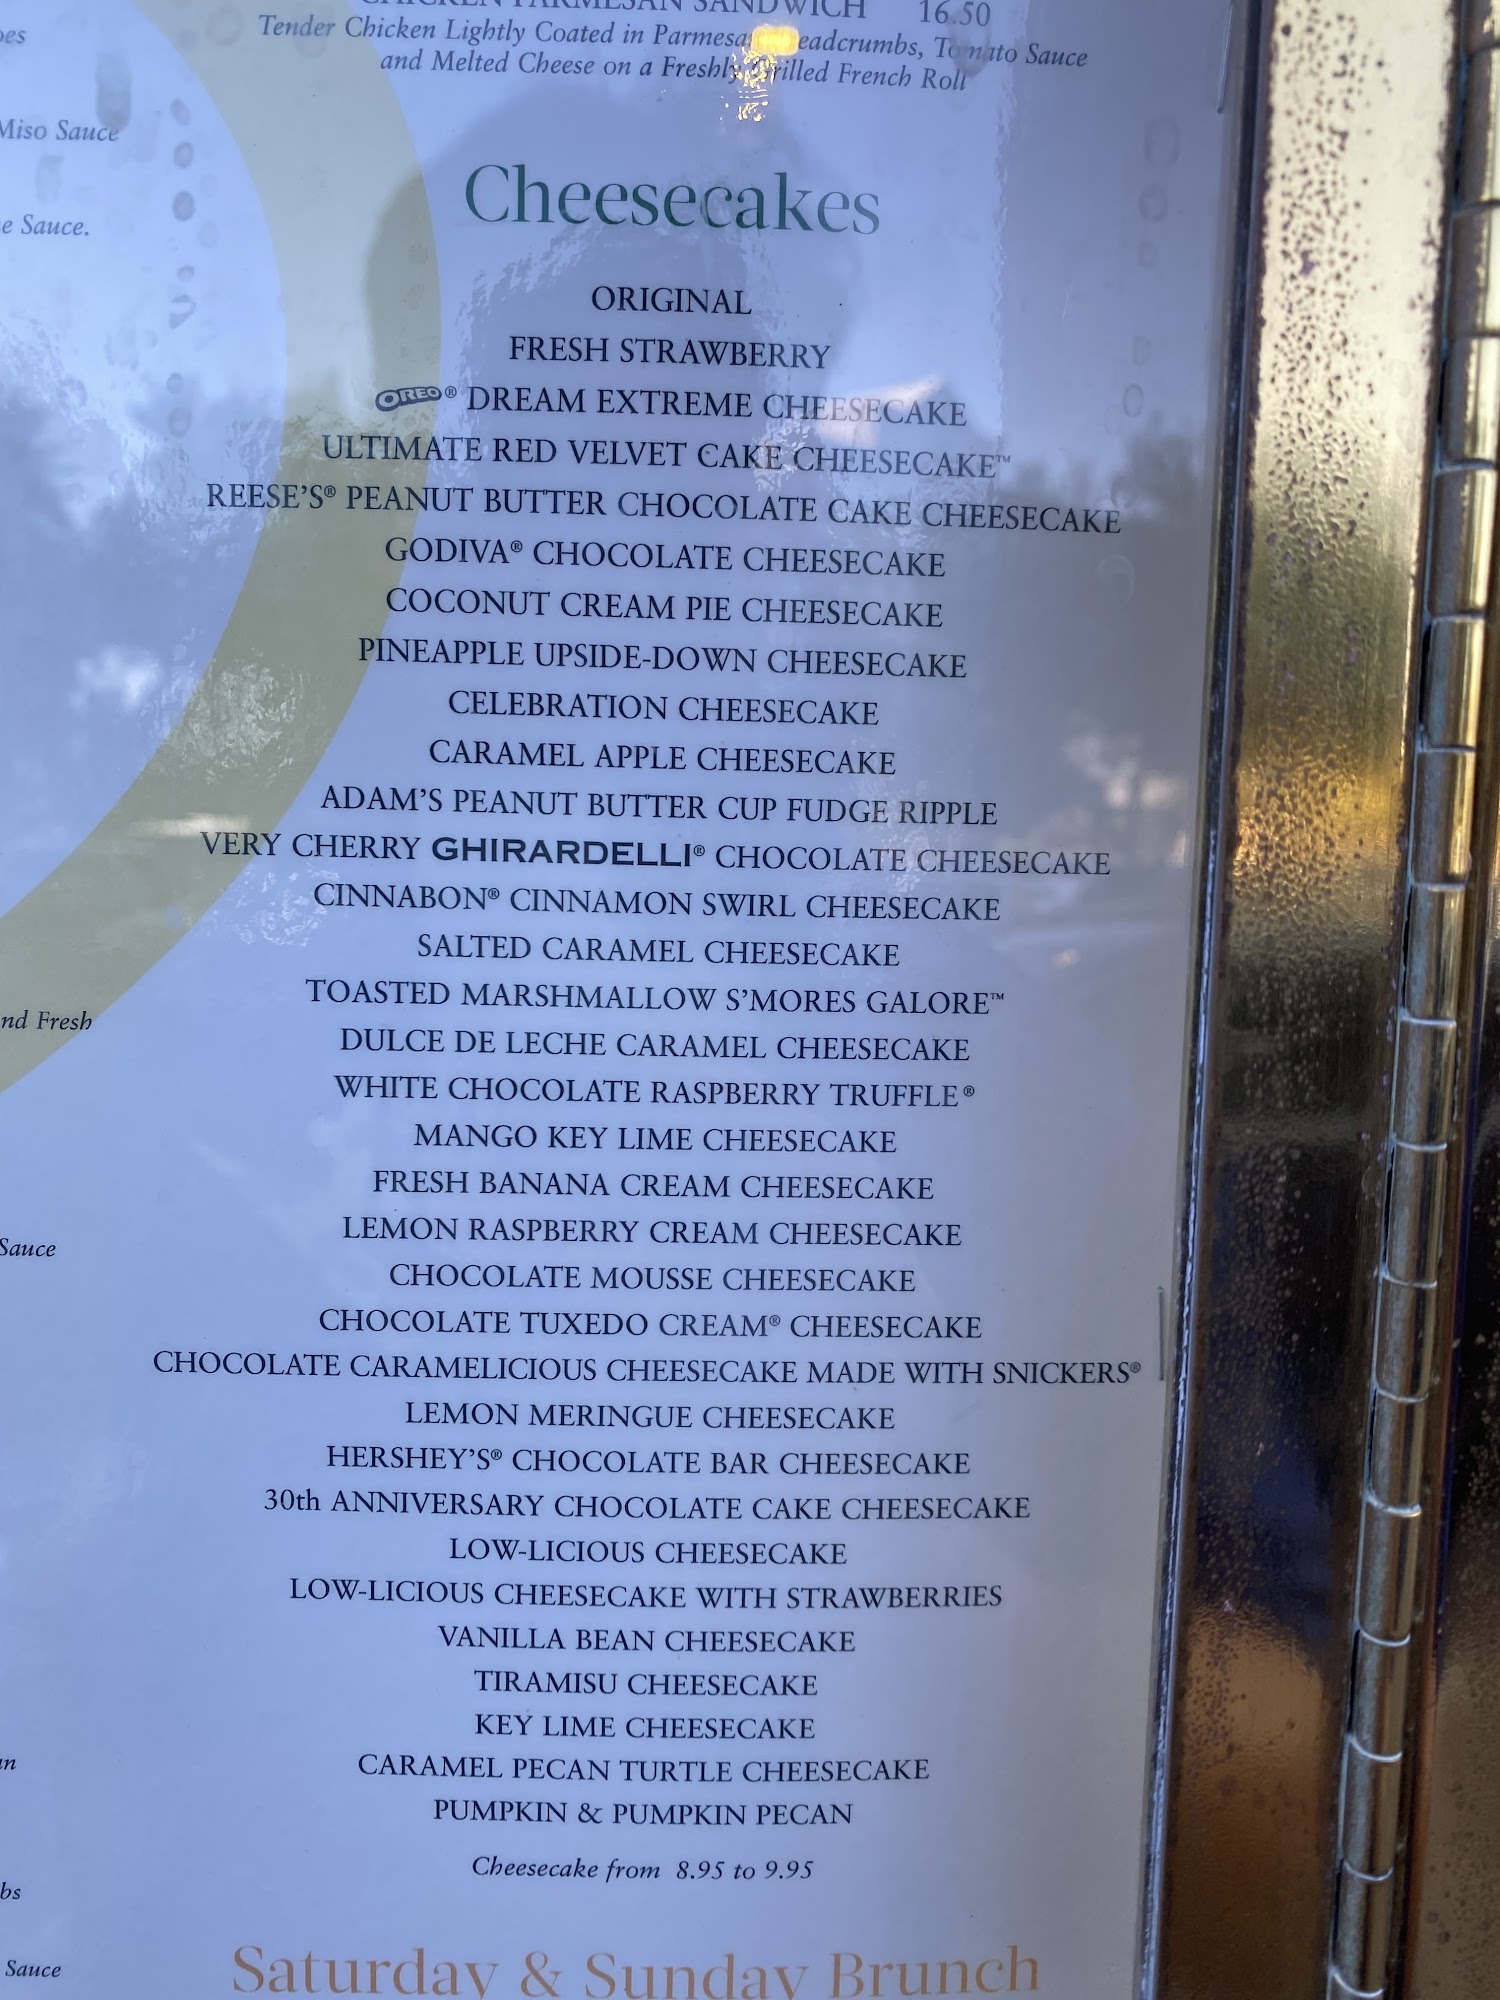 CHICKEN PARMESAN SANDWICH 16.50
Tender Chicken Lightly Coated in Parmesan Breadcrumbs, Tomato Sauce
and Melted Cheese on a Freshly Grilled French Roll
Miso Sauce
Sauce.
nd Fresh
Sauce
Sauce
Cheesecakes
ORIGINAL
FRESH STRAWBERRY
OREO® DREAM EXTREME CHEESECAKE
ULTIMATE RED VELVET CAKE CHEESECAKE™
REESE'S® PEANUT BUTTER CHOCOLATE CAKE CHEESECAKE
GODIVA® CHOCOLATE CHEESECAKE
COCONUT CREAM PIE CHEESECAKE
PINEAPPLE UPSIDE-DOWN CHEESECAKE
CELEBRATION CHEESECAKE
CARAMEL APPLE CHEESECAKE
ADAM'S PEANUT BUTTER CUP FUDGE RIPPLE
VERY CHERRY GHIRARDELLI® CHOCOLATE CHEESECAKE
CINNABON® CINNAMON SWIRL CHEESECAKE
SALTED CARAMEL CHEESECAKE
TOASTED MARSHMALLOW S'MORES GALORE™
DULCE DE LECHE CARAMEL CHEESECAKE
WHITE CHOCOLATE RASPBERRY TRUFFLE®
MANGO KEY LIME CHEESECAKE
FRESH BANANA CREAM CHEESECAKE
LEMON RASPBERRY CREAM CHEESECAKE
CHOCOLATE MOUSSE CHEESECAKE
CHOCOLATE TUXEDO CREAM® CHEESECAKE
CHOCOLATE CARAMELICIOUS CHEESECAKE MADE WITH SNICKERS®
LEMON MERINGUE CHEESECAKE
HERSHEY'S® CHOCOLATE BAR CHEESECAKE
30th ANNIVERSARY CHOCOLATE CAKE CHEESECAKE
LOW-LICIOUS CHEESECAKE
LOW-LICIOUS CHEESECAKE WITH STRAWBERRIES
VANILLA BEAN CHEESECAKE
TIRAMISU CHEESECAKE
KEY LIME CHEESECAKE
CARAMEL PECAN TURTLE CHEESECAKE
PUMPKIN & PUMPKIN PECAN
Cheesecake from 8.95 to 9.95
Saturday & Sunday Brunch